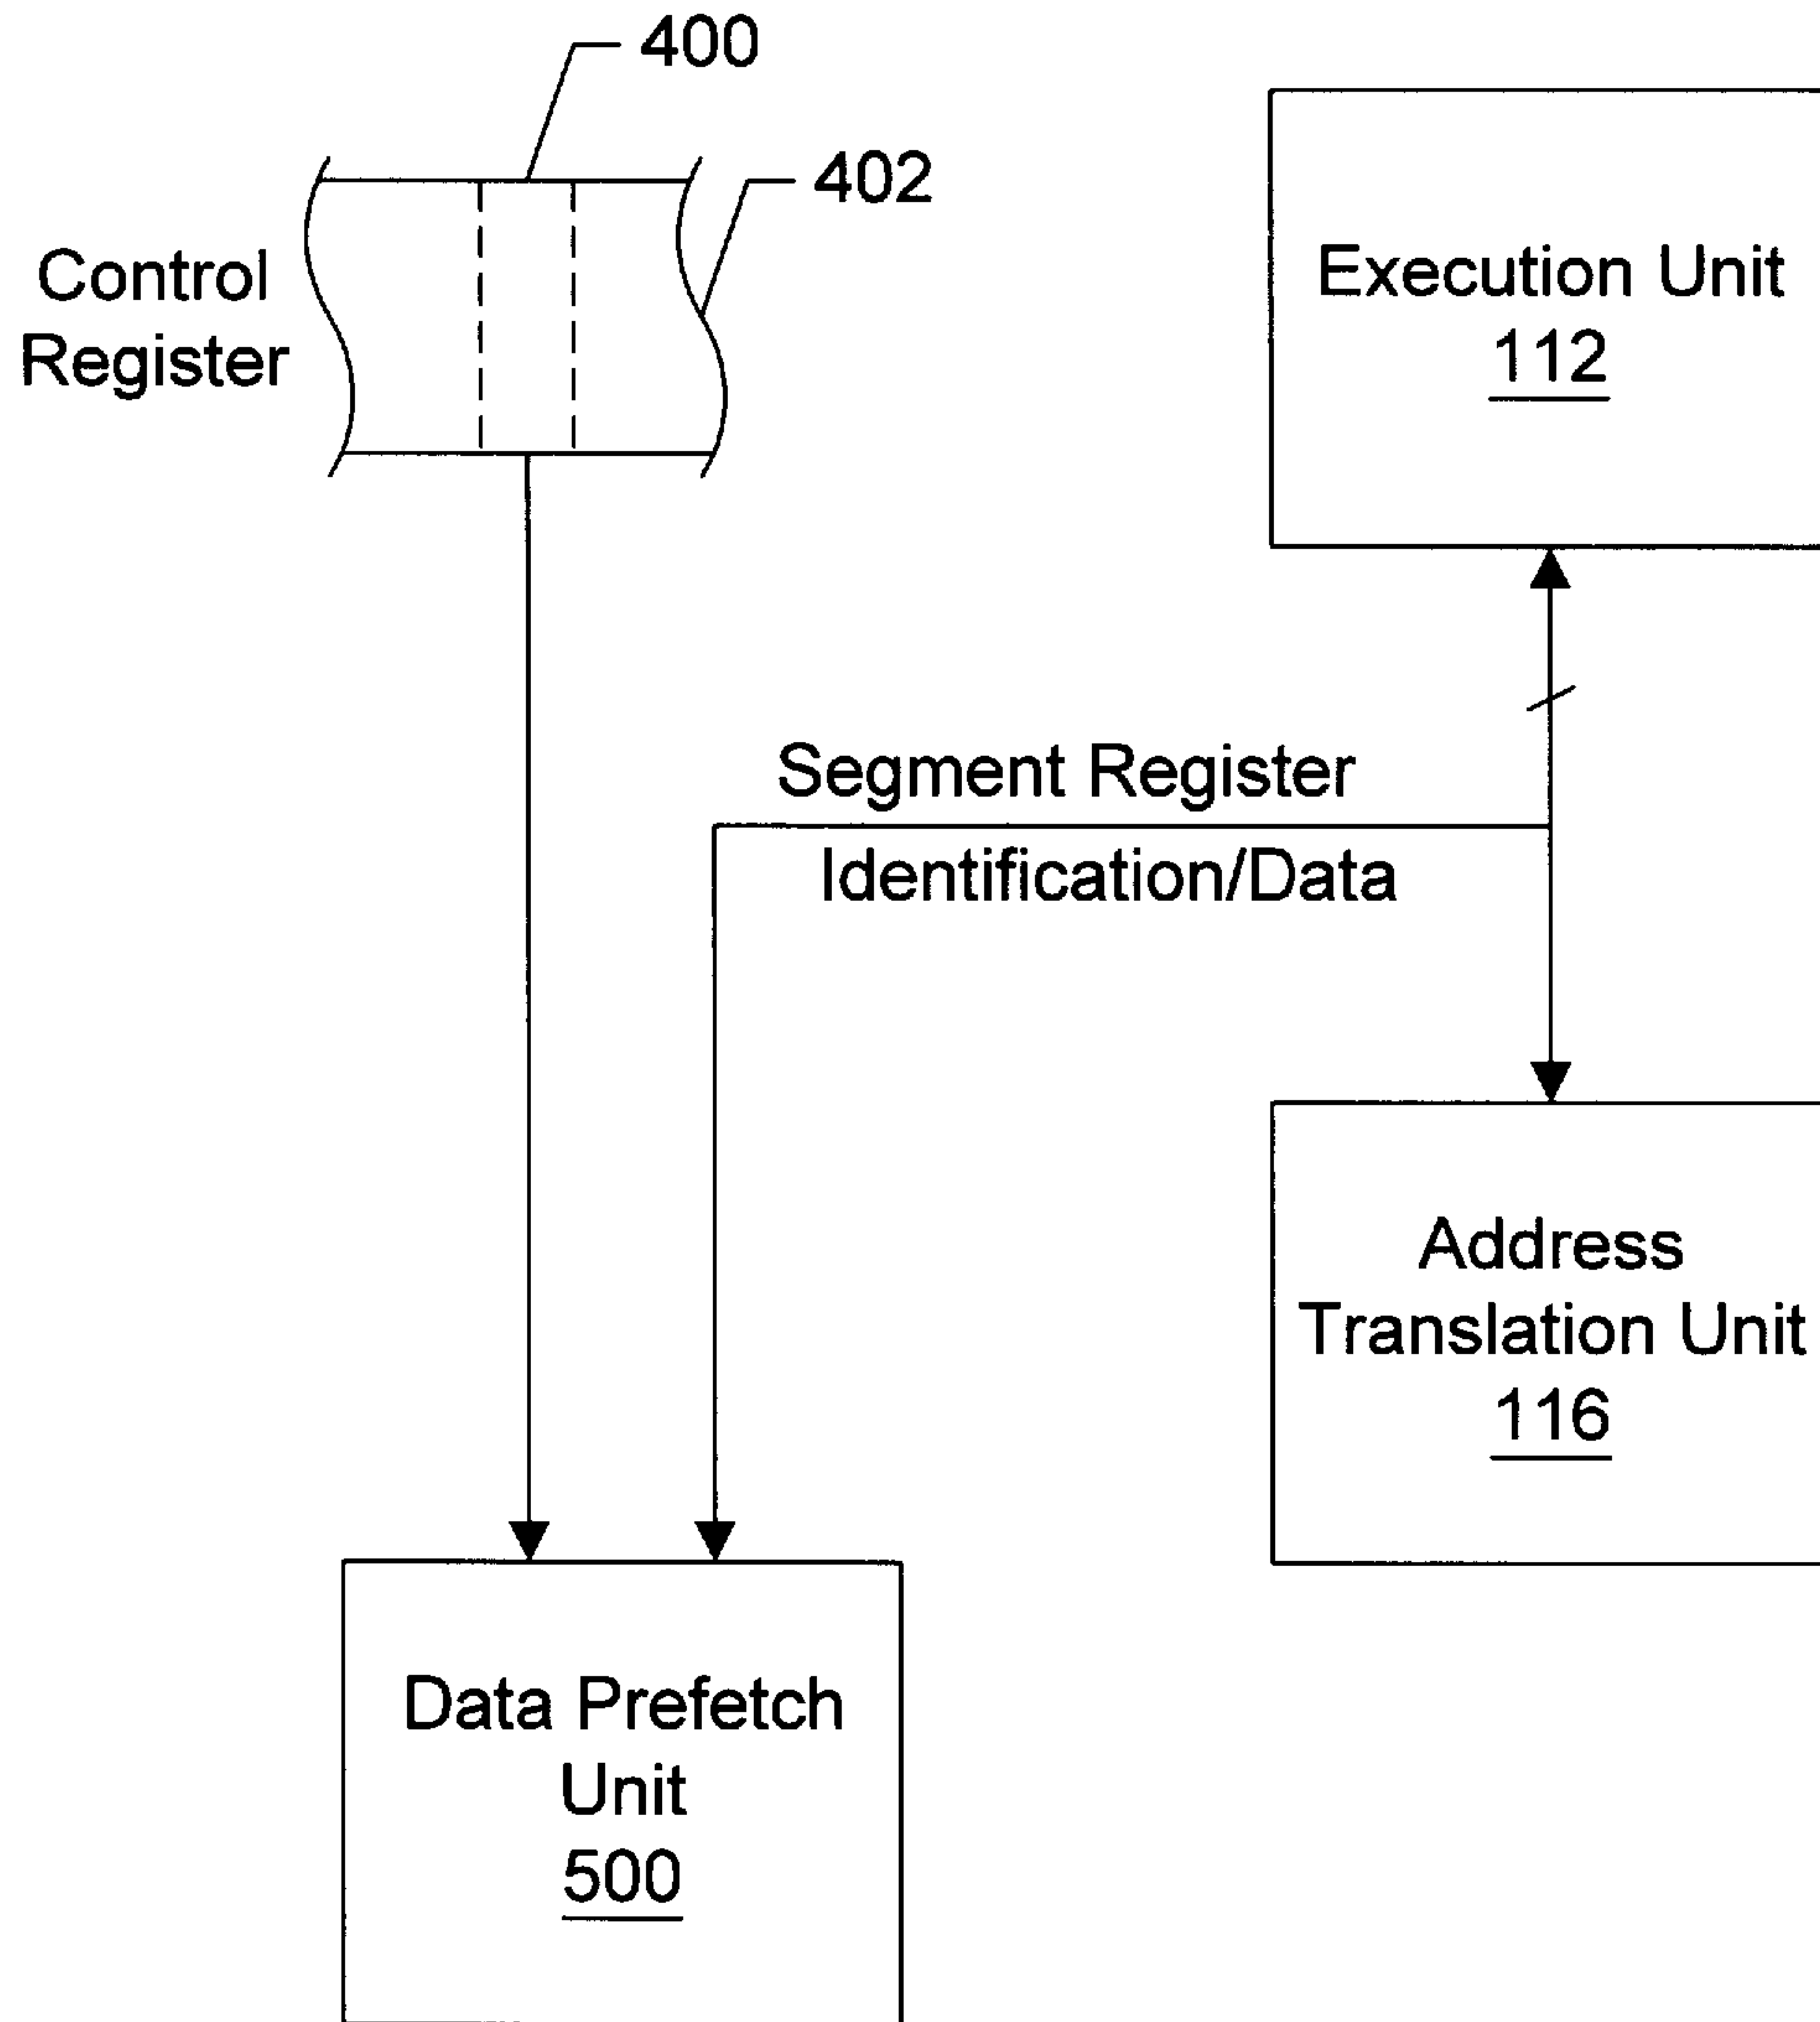 400
402
Control
Register
Execution Unit
112
Segment Register
Identification/Data
Address
Translation Unit
116
Data Prefetch
Unit
500